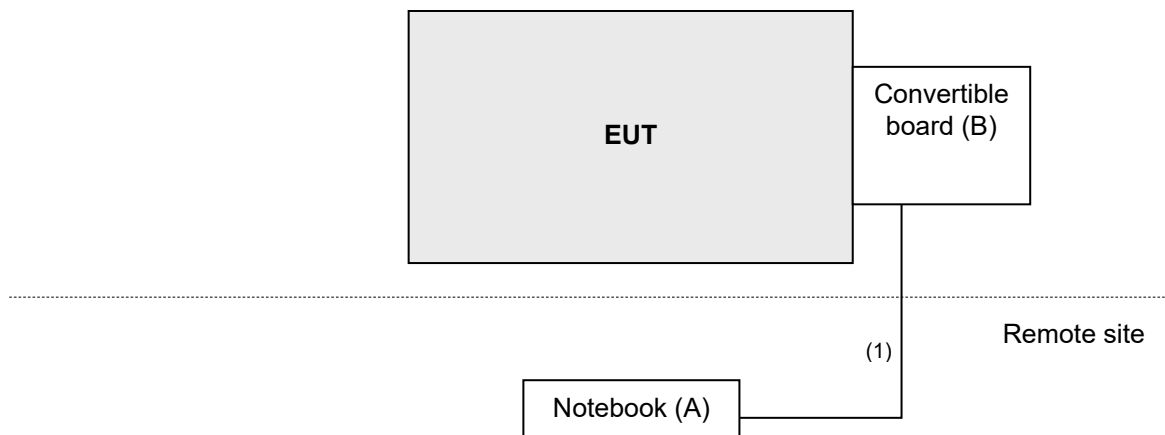 Convertible
board (B)
EUT
Remote site
(1)
Notebook (A)